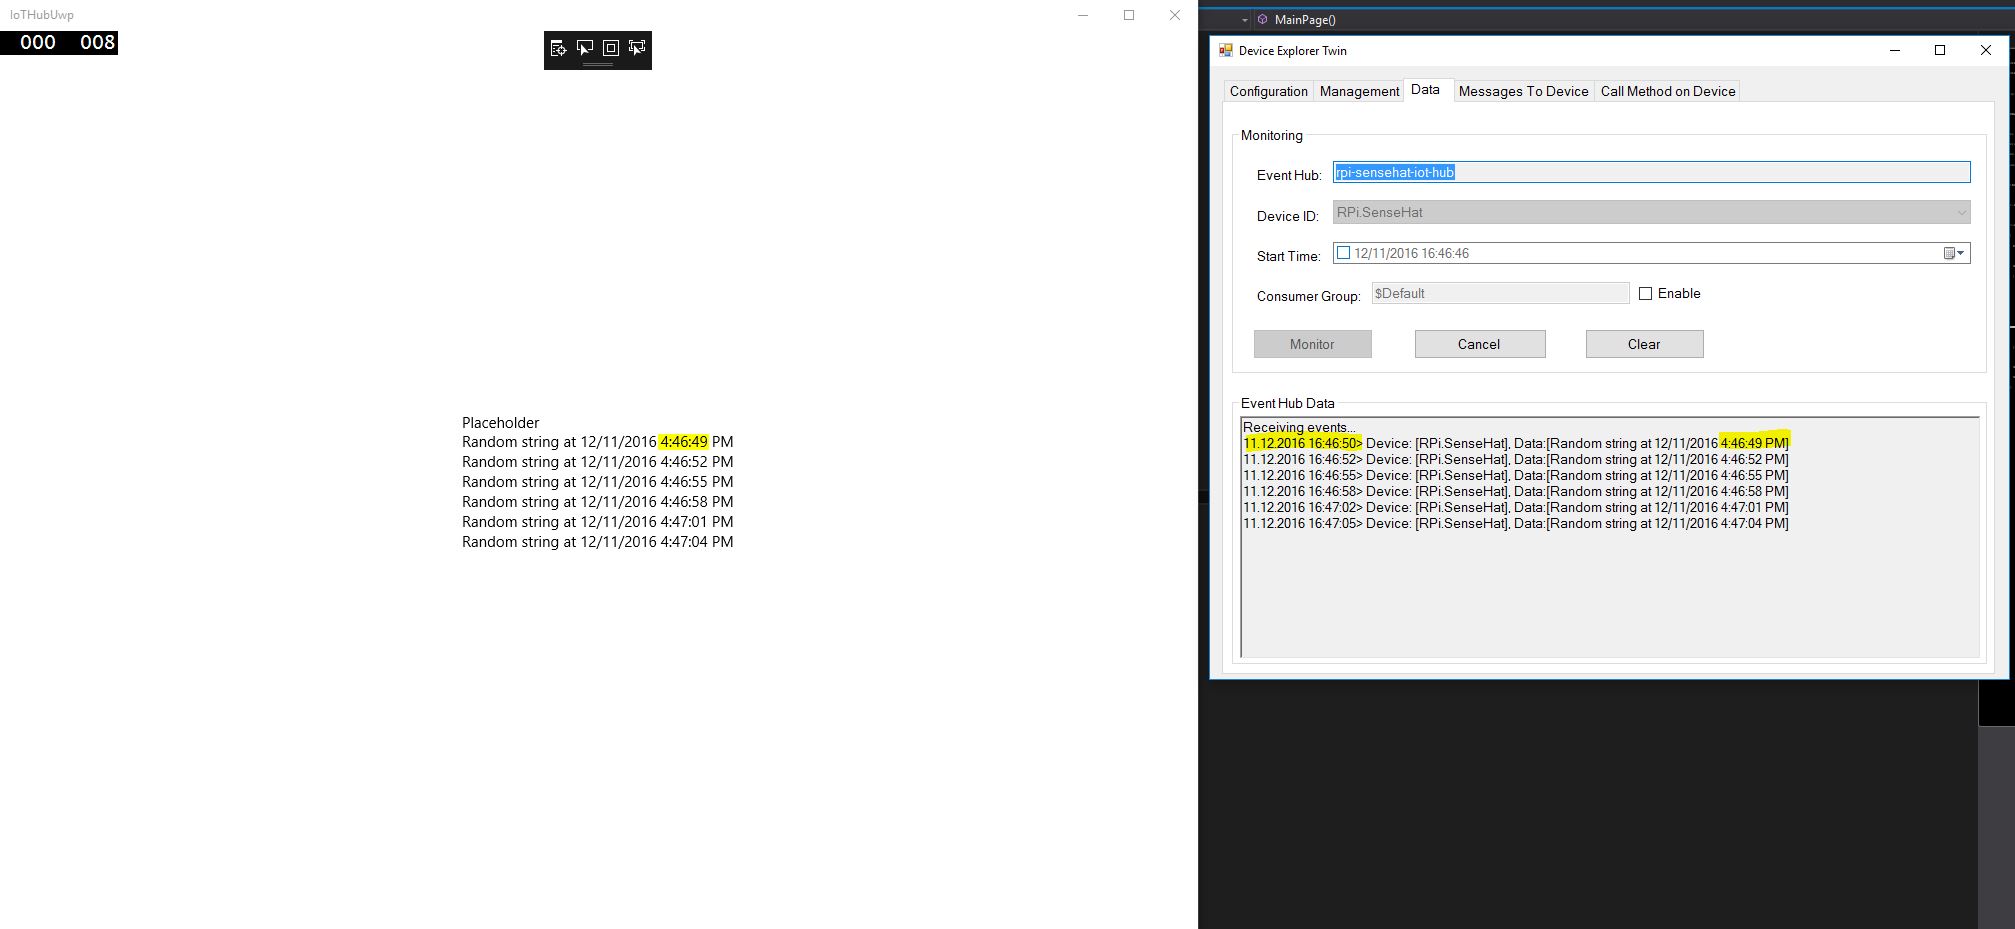 IoTHubUwp
000 008
Placeholder
Random string at 12/11/2016 4:46:49 PM
Random string at 12/11/2016 4:46:52 PM
Random string at 12/11/2016 4:46:55 PM
Random string at 12/11/2016 4:46:58 PM
Random string at 12/11/2016 4:47:01 PM
Random string at 12/11/2016 4:47:04 PM
MainPage()
Device Explorer Twin
Configuration Management Data Messages To Device Call Method on Device
Monitoring
Event Hub: rpi-sensehat-iot-hub
Device ID: RPi.SenseHat
Start Time: 12/11/2016 16:46:46
Consumer Group: $Default Enable
Monitor Cancel Clear
Event Hub Data
Receiving events...
11.12.2016 16:46:50> Device: [RPi.SenseHat], Data:[Random string at 12/11/2016 4:46:49 PM]
11.12.2016 16:46:52> Device: [RPi.SenseHat], Data:[Random string at 12/11/2016 4:46:52 PM]
11.12.2016 16:46:55> Device: [RPi.SenseHat], Data:[Random string at 12/11/2016 4:46:55 PM]
11.12.2016 16:46:58> Device: [RPi.SenseHat], Data:[Random string at 12/11/2016 4:46:58 PM]
11.12.2016 16:47:02> Device: [RPi.SenseHat], Data:[Random string at 12/11/2016 4:47:01 PM]
11.12.2016 16:47:05> Device: [RPi.SenseHat], Data:[Random string at 12/11/2016 4:47:04 PM]